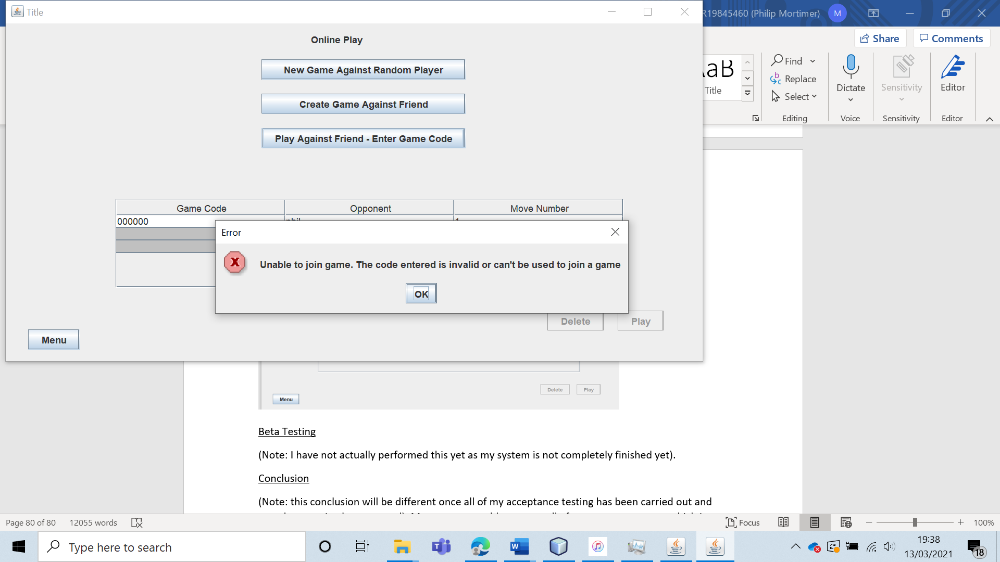 Title
R19845460 (Philip Mortimer)
M
Online Play
Share
Comments
New Game Against Random Player
Create Game Against Friend
Play Against Friend - Enter Game Code
AaB
Title
Find
Replace
Select
Dictate
Sensitivity
Editor
Editing
Voice
Sensitivity
Editor
Game Code
Opponent
Move Number
000000
phil
1
Error
Unable to join game. The code entered is invalid or can't be used to join a game
OK
Delete
Play
Menu
Delete
Play
Menu
Beta Testing
(Note: I have not actually performed this yet as my system is not completely finished yet).
Conclusion
(Note: this conclusion will be different once all of my acceptance testing has been carried out and
Page 80 of 80
12055 words
Focus
100%
Type here to search
19:38
13/03/2021
18